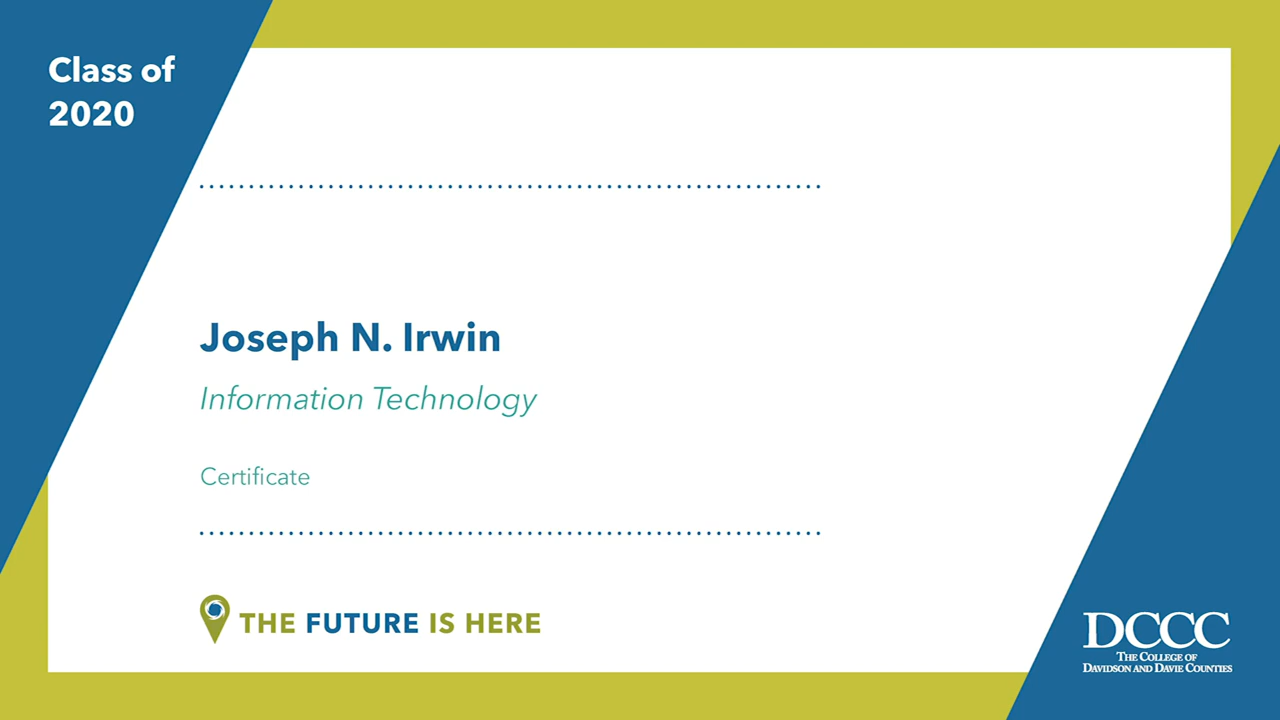 Class of
2020
Joseph N. Irwin
Information Technology
Certificate
THE FUTURE IS HERE
DCCC
THE COLLEGE OF
DAVIDSON AND DAVIE COUNTIES